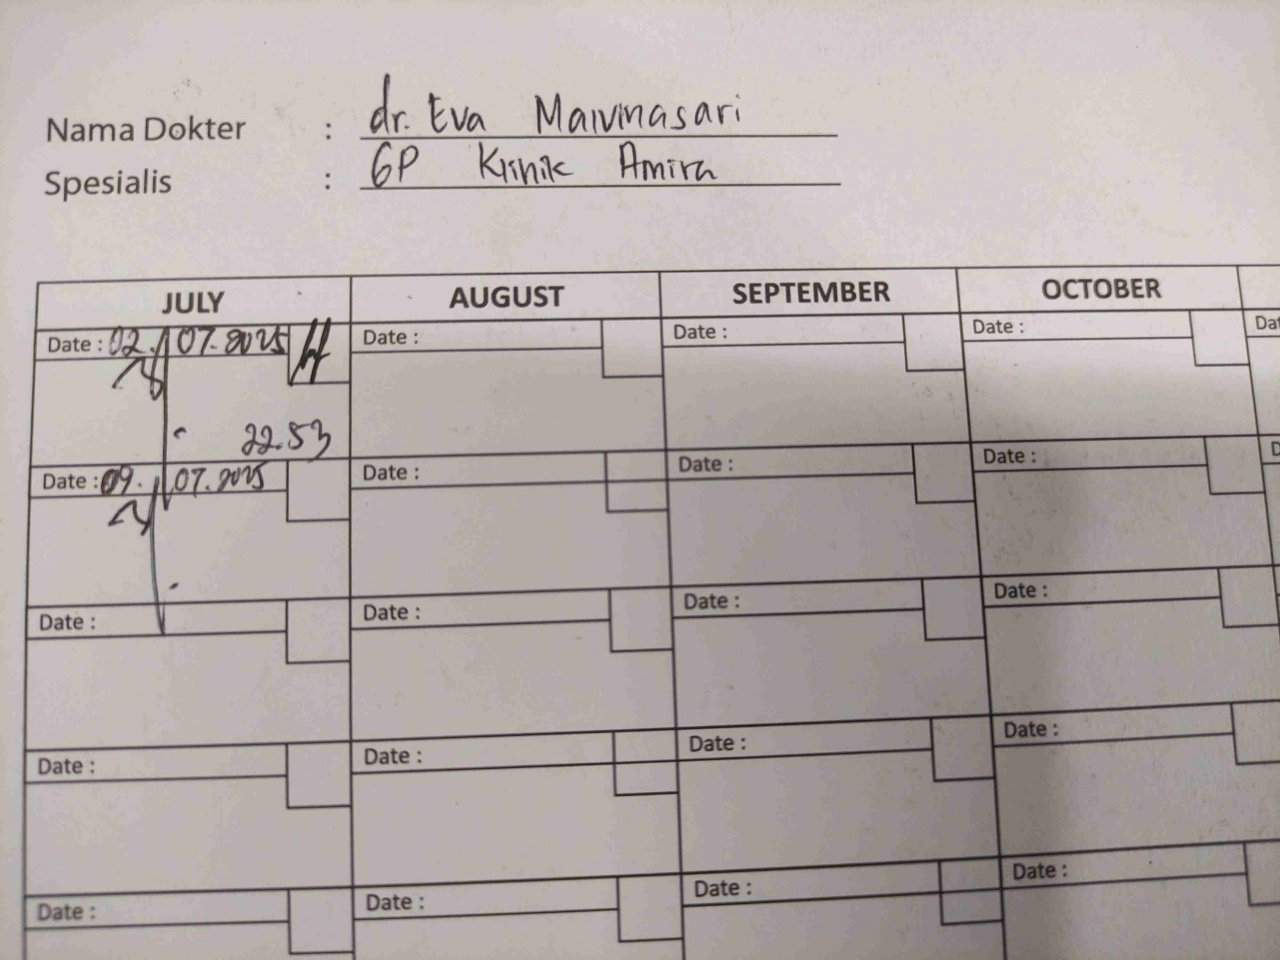 Nama Dokter : dr. Eva
Spesialis : GP Klinik Amira
JULY AUGUST SEPTEMBER OCTOBER
Date : 02.07.2025 Date : Date : Date : Dat
22.53
Date : 09.07.2025 Date : Date : Date : D
Date : Date : Date : Date :
Date : Date : Date : Date :
Date : Date : Date : Date :